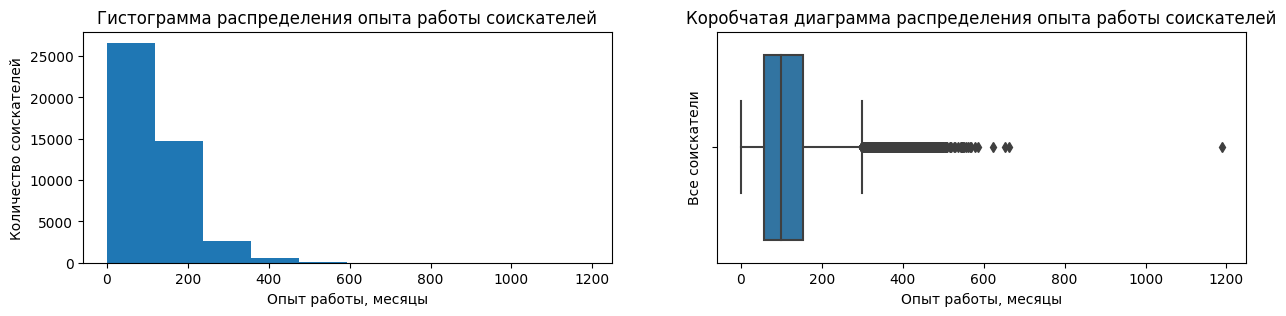 Гистограмма распределения опыта работы соискателей
Количество соискателей
25000
20000
15000
10000
5000
0
0 200 400 600 800 1000 1200
Опыт работы, месяцы
Коробчатая диаграмма распределения опыта работы соискателей
Все соискатели
0 200 400 600 800 1000 1200
Опыт работы, месяцы